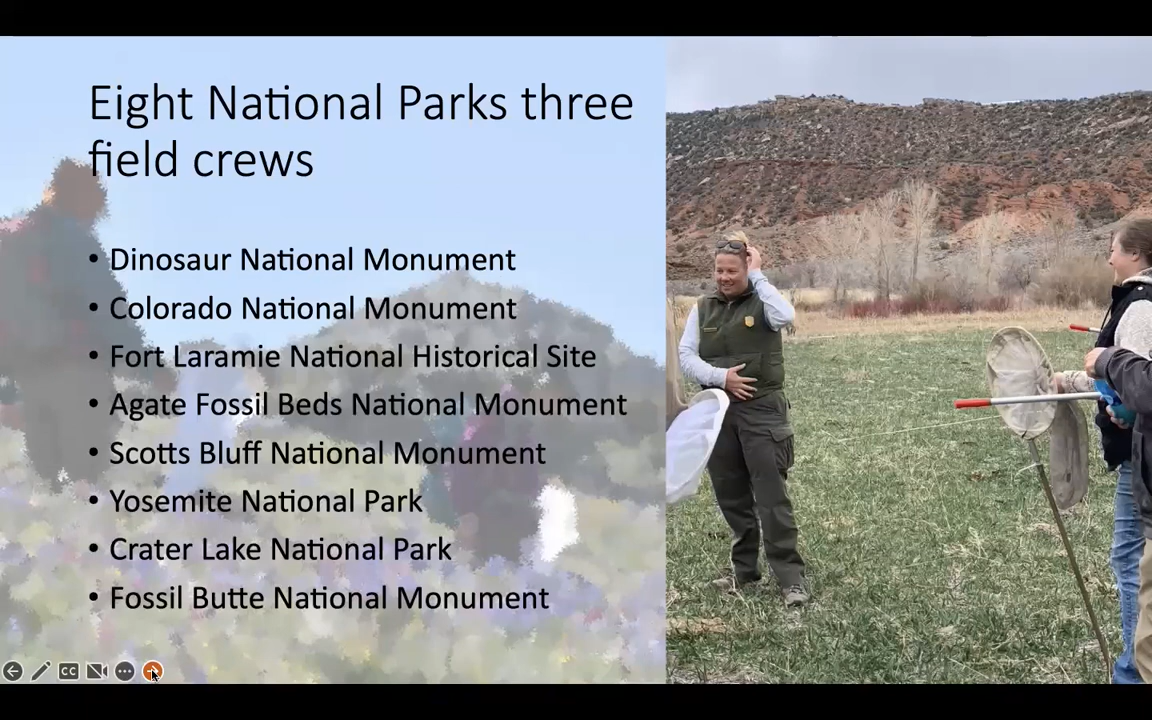 Eight National Parks three
field crews
• Dinosaur National Monument
• Colorado National Monument
• Fort Laramie National Historical Site
• Agate Fossil Beds National Monument
• Scotts Bluff National Monument
• Yosemite National Park
• Crater Lake National Park
• Fossil Butte National Monument
CC